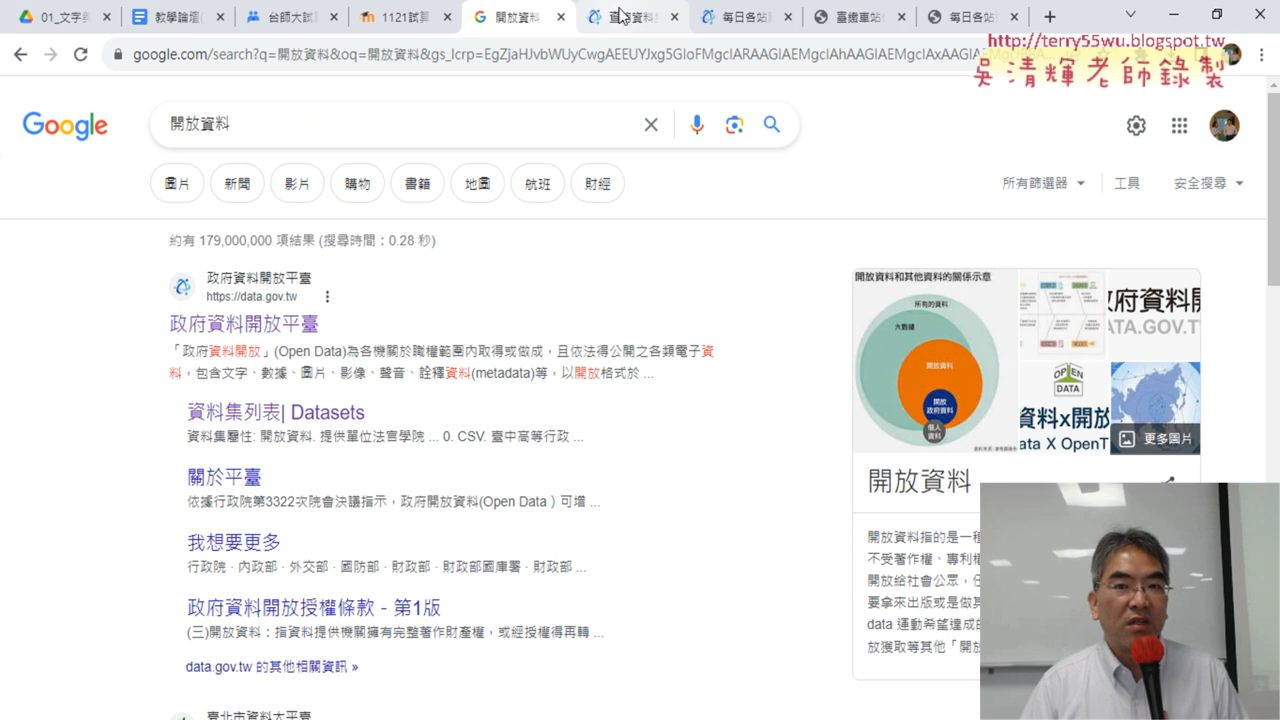 01_文字與
教學論壇(
台師大試
1121試算
開放資料
查
資料
每日各站
臺鐵車站
每日各站
google.com/search?q=開放資料&oq=開放資料&gs_lcrp=
http://terry55wu.blogspot.tw
吳清輝老師錄製
Google
開放資料
圖片
新聞
影片
購物
書籍
地圖
航班
財經
所有篩選器
工具
安全搜尋
約有 179,000,000 項結果 (搜尋時間：0.28 秒)
政府資料開放平臺
https://data.gov.tw
政府資料開放平臺
「政府資料開放」(Open Data)為各機關於職權範圍內取得或做成，且依法得公開之各類電子資
料，包含文字、數據、圖片、影像、聲音、詮釋資料(metadata)等，以開放格式於 ...
資料集列表| Datasets
資料集屬性: 開放資料. 提供單位法官學院 ... 0. CSV. 臺中高等行政 ...
關於平臺
依據行政院第3322次院會決議指示，政府開放資料(Open Data ) 可增 ...
我想要更多
行政院 · 內政部 · 外交部 · 國防部 · 財政部 · 財政部國庫署 · 財政部 ...
政府資料開放授權條款 - 第1版
(三)開放資料：指資料提供機關擁有完整著作財產權，或經授權得再轉 ...
data.gov.tw 的其他相關資訊 »
臺北市資料大平臺
開放資料和其他資料的關係示意
所有的資料
大數據
開放資料
開放
政府資料
個人
資料
政府資料開
DATA.GOV.TW
OPEN
DATA
資料x開放
ata X OpenT
更多圖片
開放資料
開放資料指的是一種
不受著作權、專利權
開放給社會公眾，任
要拿來出版或是做其
data 運動希望達成的
放獲取等其他「開